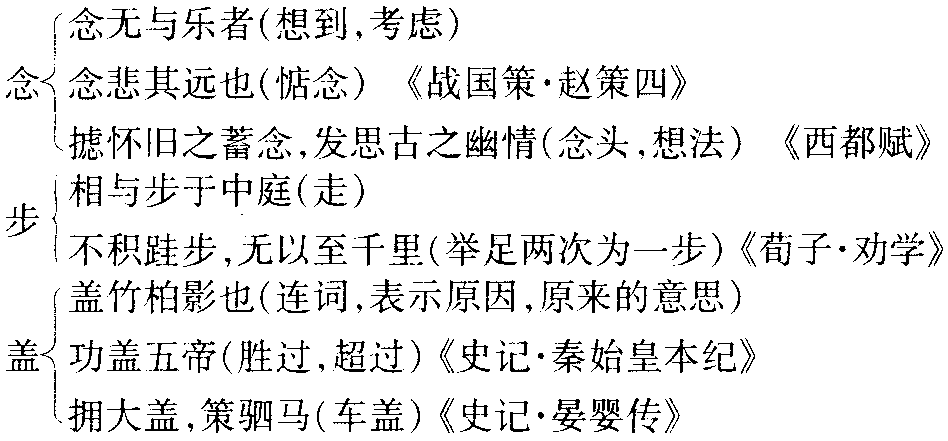 念无与乐者(想到,考虑)
念 念悲其远也(惦念) 《战国策·赵策四》
摅怀旧之蓄念,发思古之幽情(念头,想法) 《西都赋》
相与步于中庭(走)
步
不积跬步,无以至千里(举足两次为一步)《荀子·劝学》
盖竹柏影也(连词,表示原因,原来的意思)
盖 功盖五帝(胜过,超过)《史记·秦始皇本纪》
拥大盖,策驷马(车盖)《史记·晏婴传》